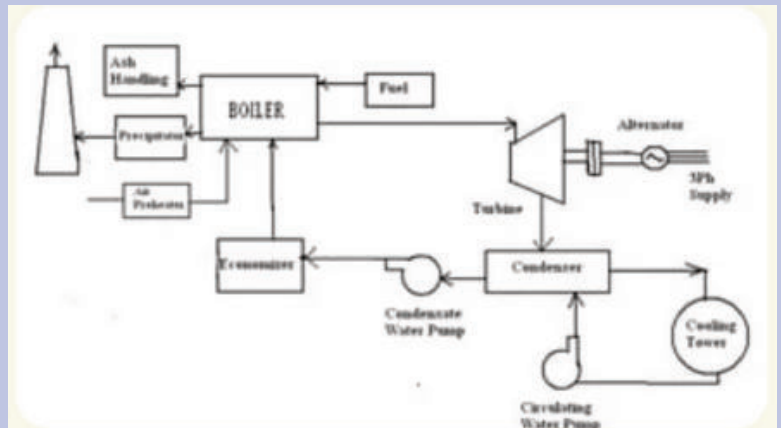 Ash
Handling
BOILER
Fuel
Precipitator
Air
Preheater
Alternator
3Ph
Supply
Turbine
Economizer
Condenser
Condensate
Water Pump
Cooling
Tower
Circulating
Water Pump